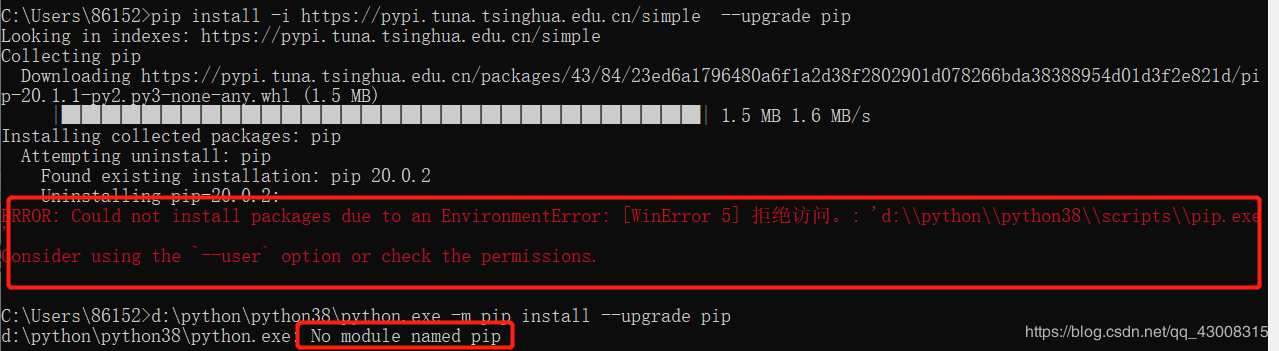 C:\Users\86152>pip install -i https://pypi.tuna.tsinghua.edu.cn/simple  --upgrade pip
Looking in indexes: https://pypi.tuna.tsinghua.edu.cn/simple
Collecting pip
  Downloading https://pypi.tuna.tsinghua.edu.cn/packages/43/84/23ed6a1796480a6f1a2d38f2802901d078266bda38388954d01d3f2e821d/pi
p-20.1.1-py2.py3-none-any.whl (1.5 MB)
1.5 MB 1.6 MB/s
Installing collected packages: pip
  Attempting uninstall: pip
    Found existing installation: pip 20.0.2
    Uninstalling pip-20.0.2:
ERROR: Could not install packages due to an EnvironmentError: [WinError 5] 拒绝访问。: 'd:\\python\\python38\\scripts\\pip.exe
'
Consider using the `--user` option or check the permissions.
C:\Users\86152>d:\python\python38\python.exe -m pip install --upgrade pip
d:\python\python38\python.exe: No module named pip
https://blog.csdn.net/qq_43008315